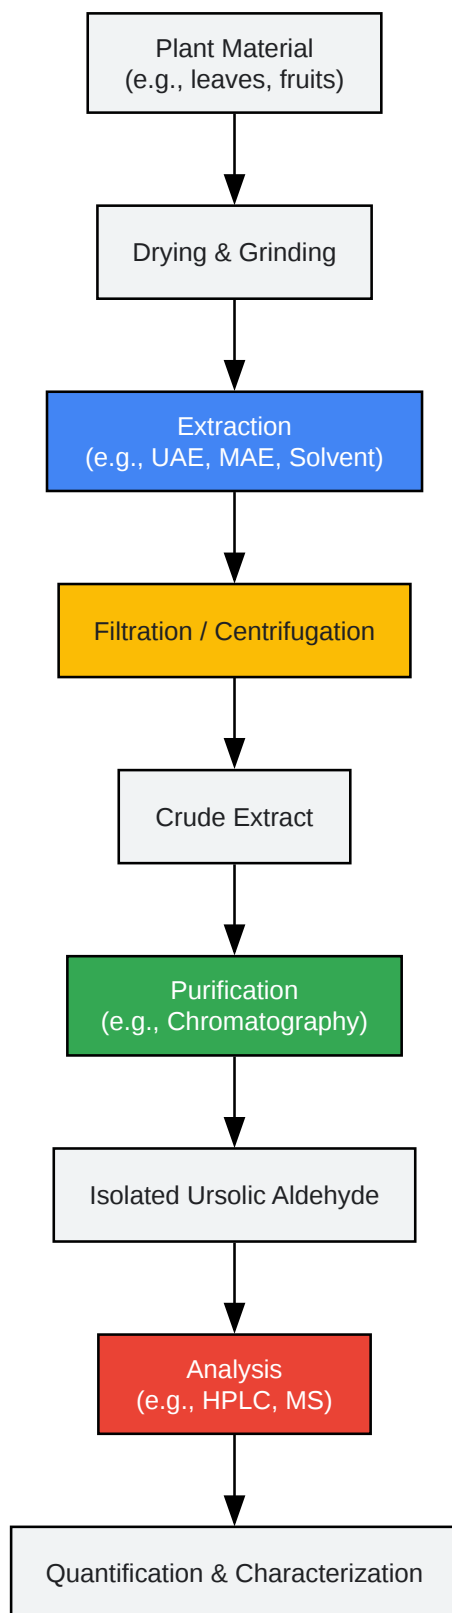 Plant Material
(e.g., leaves, fruits)
Drying & Grinding
Extraction
(e.g., UAE, MAE, Solvent)
Filtration / Centrifugation
Crude Extract
Purification
(e.g., Chromatography)
Isolated Ursolic Aldehyde
Analysis
(e.g., HPLC, MS)
Quantification & Characterization